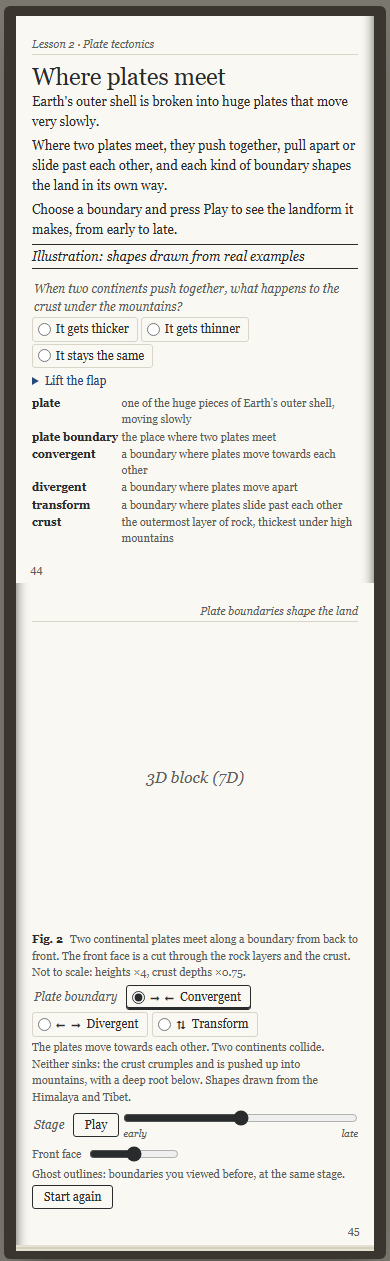 Lesson 2 · Plate tectonics
Where plates meet
Earth's outer shell is broken into huge plates that move
very slowly.
Where two plates meet, they push together, pull apart or
slide past each other, and each kind of boundary shapes
the land in its own way.
Choose a boundary and press Play to see the landform it
makes, from early to late.
Illustration: shapes drawn from real examples
When two continents push together, what happens to the
crust under the mountains?
It gets thicker It gets thinner
It stays the same
▶ Lift the flap
plate one of the huge pieces of Earth's outer shell,
moving slowly
plate boundary the place where two plates meet
convergent a boundary where plates move towards each
other
divergent a boundary where plates move apart
transform a boundary where plates slide past each other
crust the outermost layer of rock, thickest under high
mountains
44
Plate boundaries shape the land
3D block (7D)
Fig. 2 Two continental plates meet along a boundary from back to
front. The front face is a cut through the rock layers and the crust.
Not to scale: heights ×4, crust depths ×0.75.
Plate boundary → ← Convergent
← → Divergent ⇅ Transform
The plates move towards each other. Two continents collide.
Neither sinks: the crust crumples and is pushed up into
mountains, with a deep root below. Shapes drawn from the
Himalaya and Tibet.
Stage Play
early late
Front face
Ghost outlines: boundaries you viewed before, at the same stage.
Start again
45